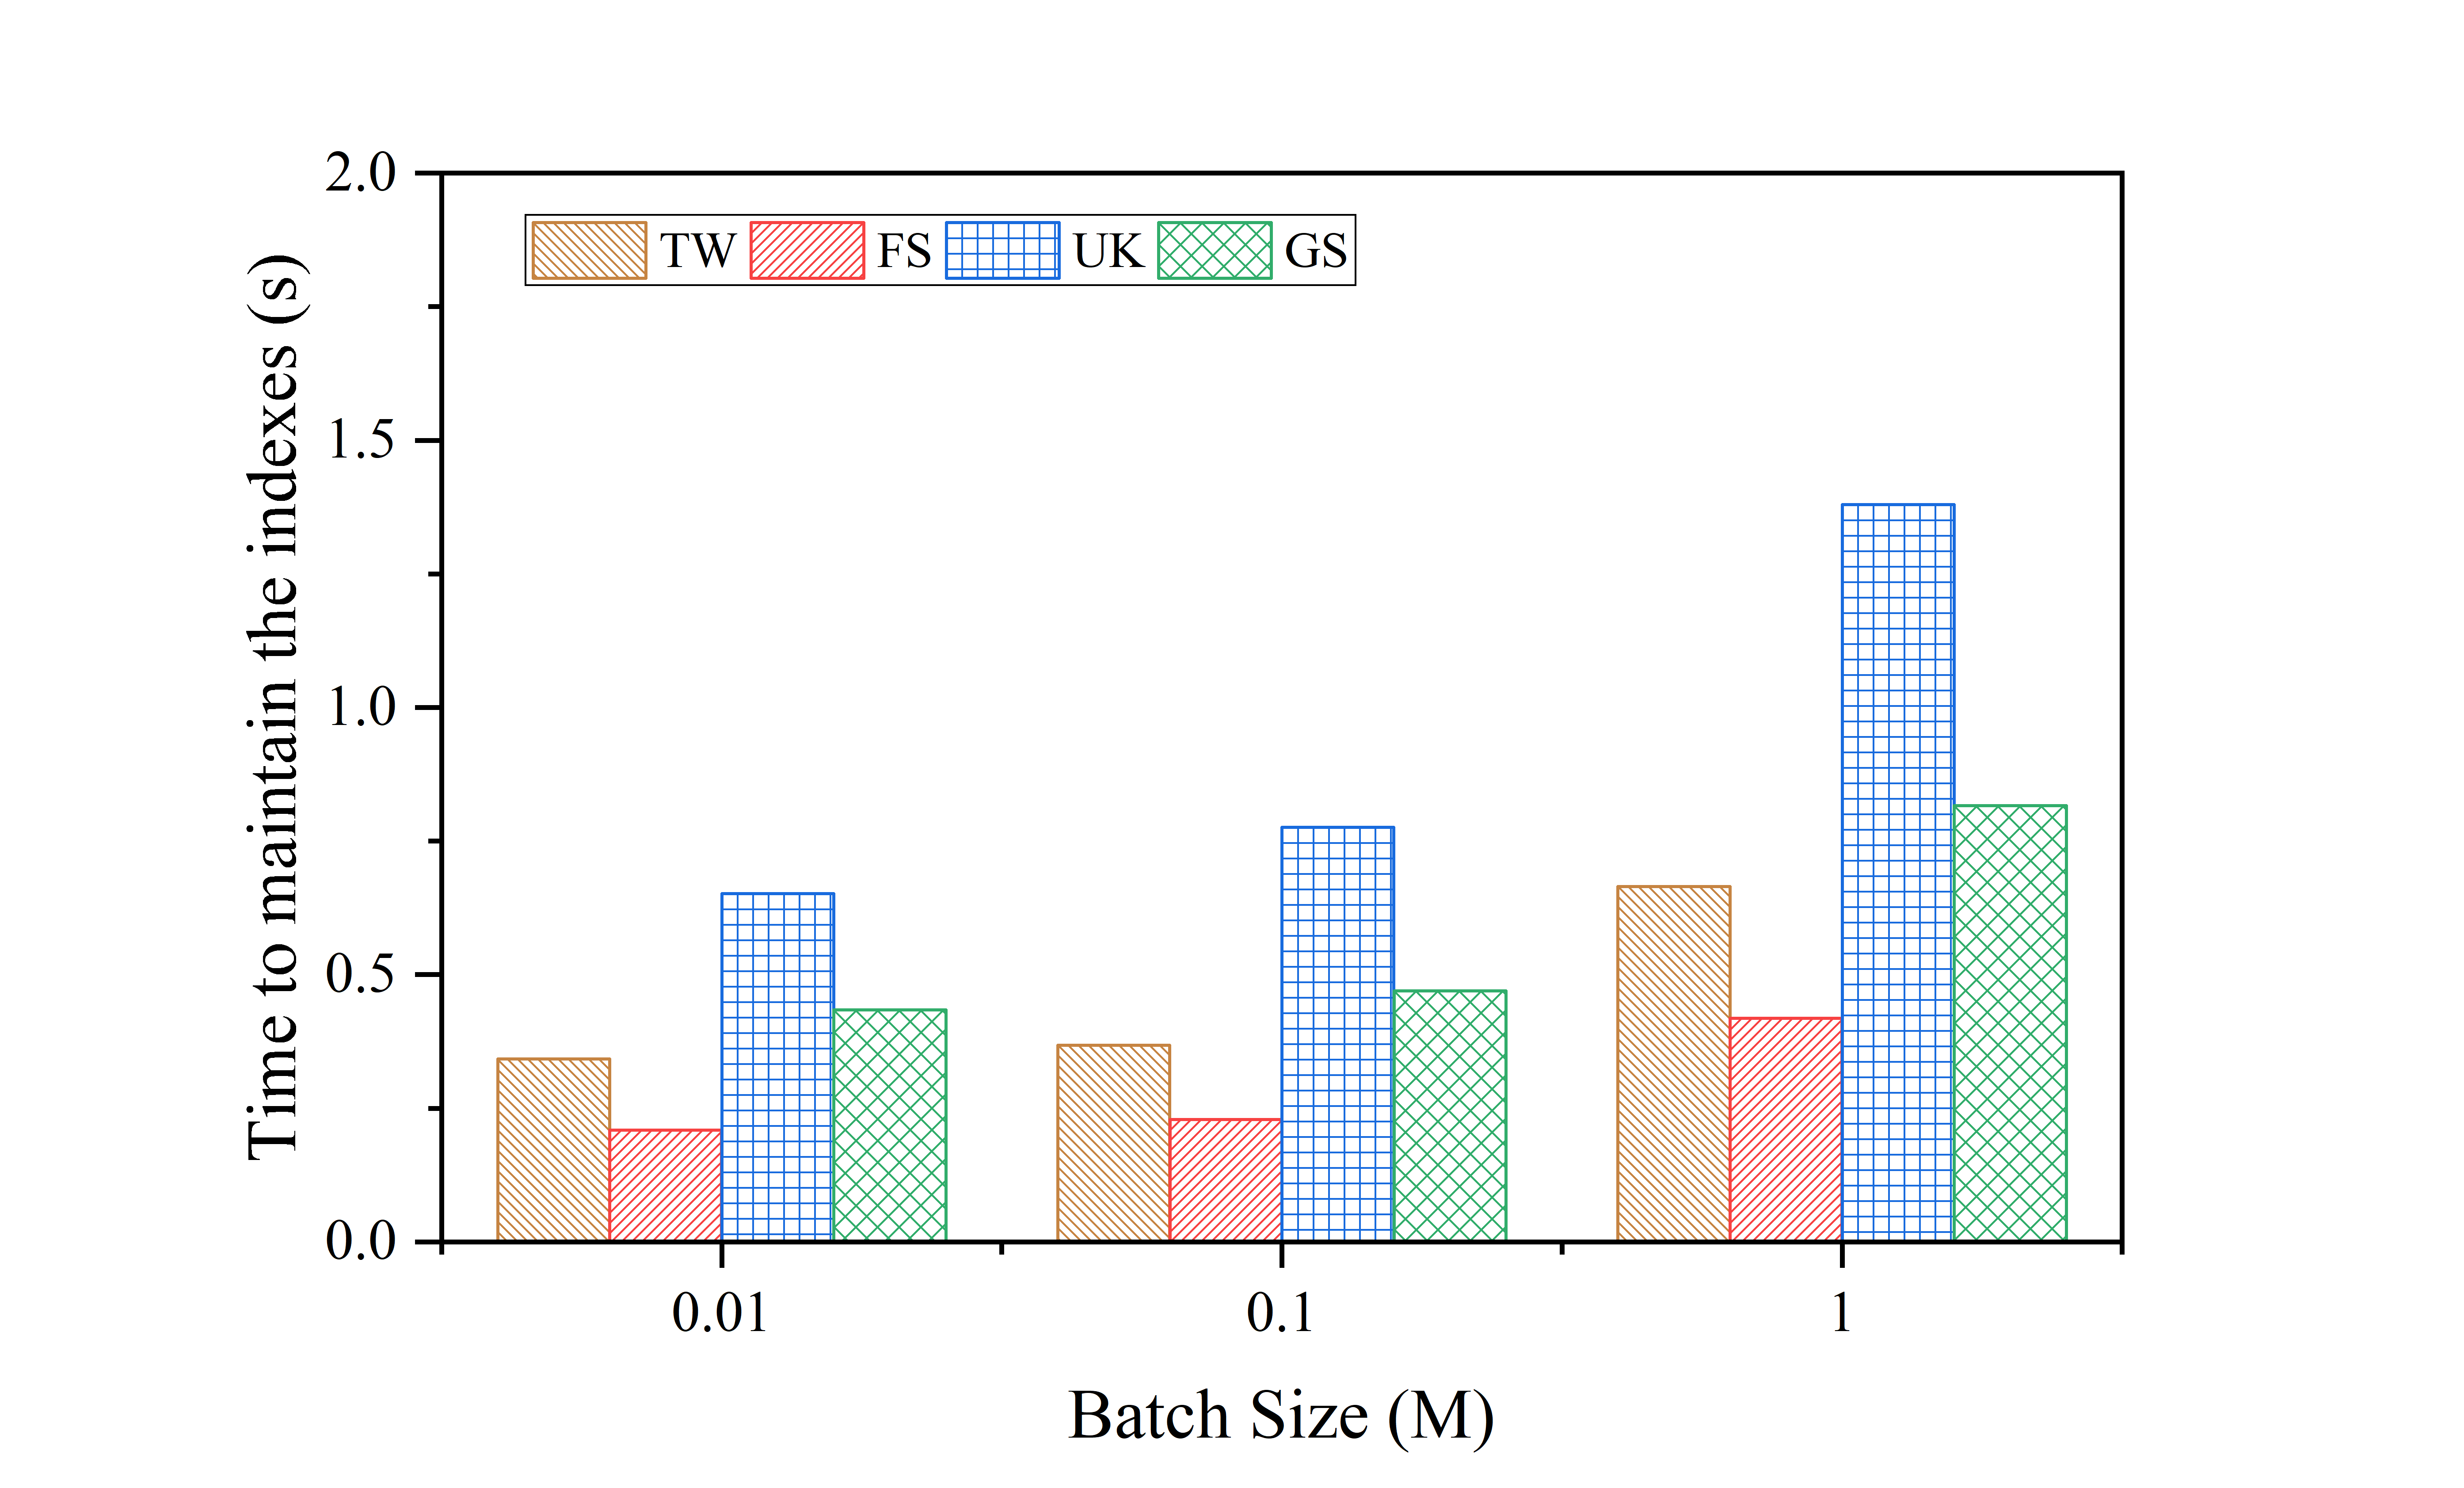 2.0
TW FS UK GS
1.5
1.0
0.5
0.0
Time to maintain the indexes (s)
0.01 0.1 1
Batch Size (M)